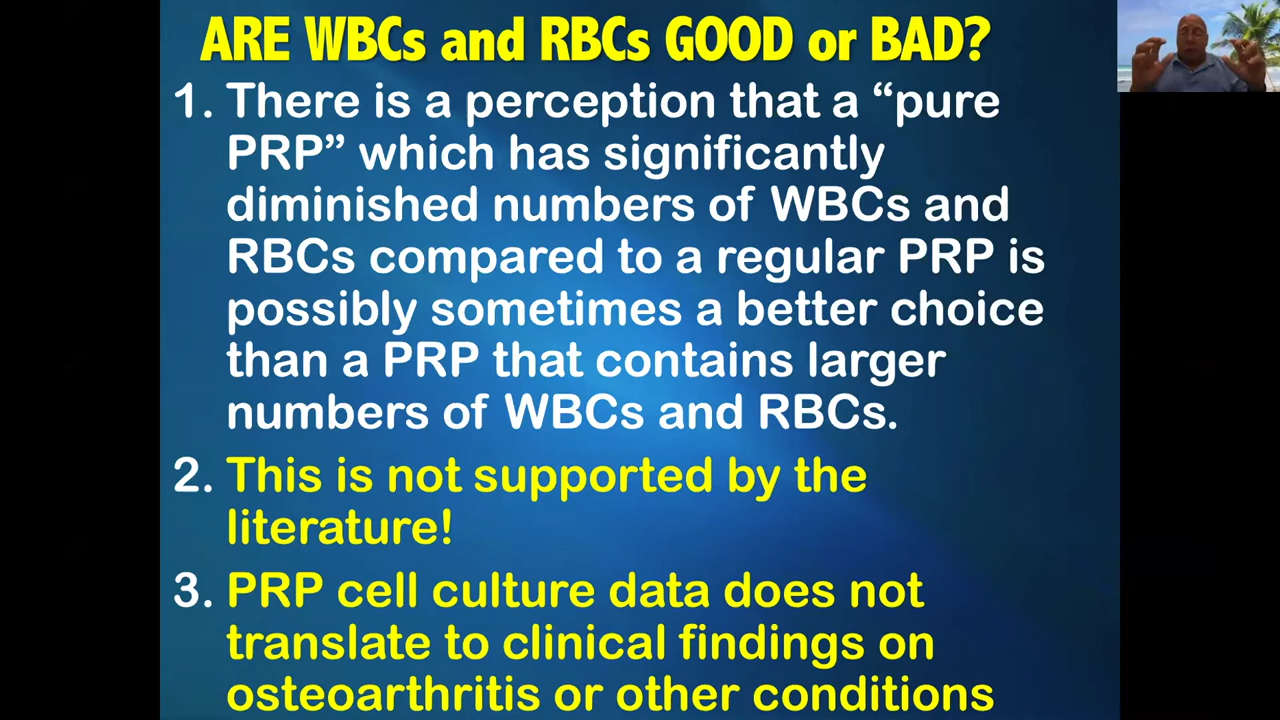 ARE WBCs and RBCs GOOD or BAD?
1. There is a perception that a “pure
PRP” which has significantly
diminished numbers of WBCs and
RBCs compared to a regular PRP is
possibly sometimes a better choice
than a PRP that contains larger
numbers of WBCs and RBCs.
2. This is not supported by the
literature!
3. PRP cell culture data does not
translate to clinical findings on
osteoarthritis or other conditions